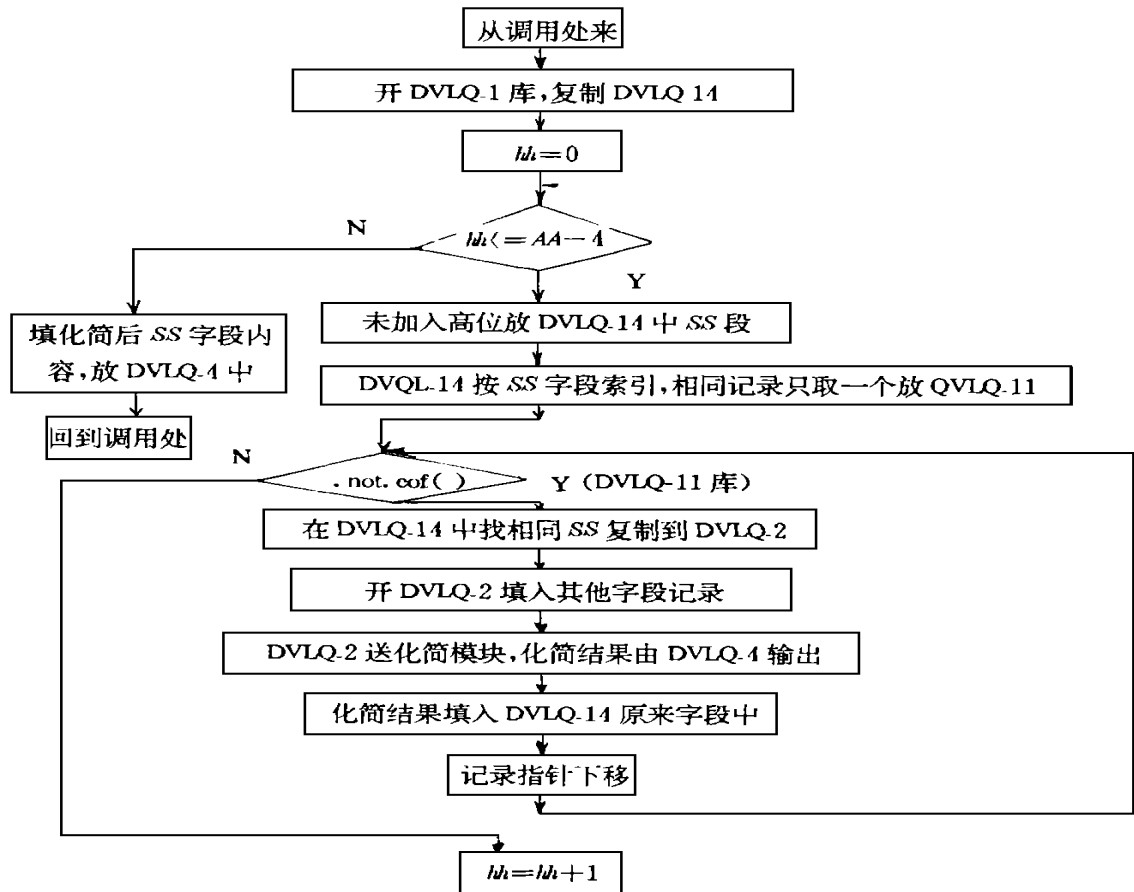 从调用处来
开 DVLQ-1 库,复制 DVLQ 14
hh=0
N
hh<=AA-4
Y
填化简后 SS 字段内
容,放 DVLQ-4 中
未加入高位放 DVLQ-14 中 SS 段
DVQL-14 按 SS 字段索引,相同记录只取一个放 QVLQ-11
回到调用处
N
.not.cof( )
Y (DVLQ-11 库)
在 DVLQ-14 中找相同 SS 复制到 DVLQ-2
开 DVLQ-2 填入其他字段记录
DVLQ-2 送化简模块,化简结果由 DVLQ-4 输出
化简结果填入 DVLQ-14 原来字段中
记录指针下移
hh=hh+1